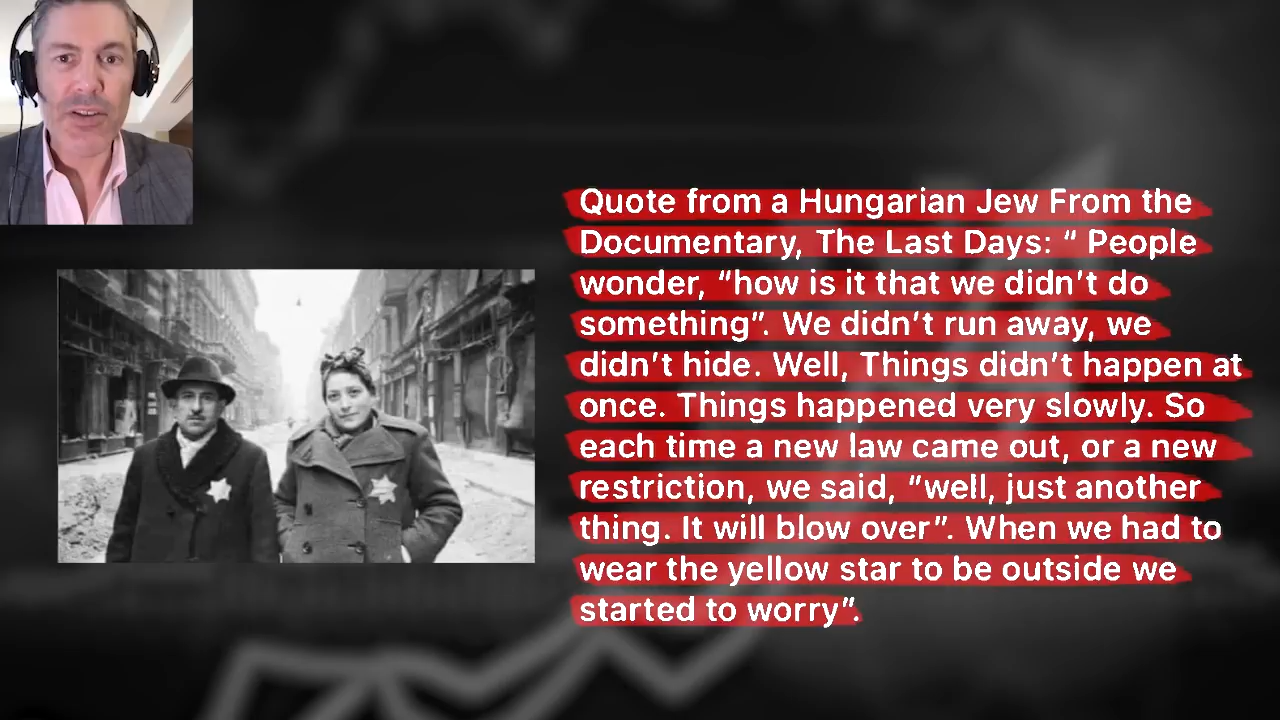 Quote from a Hungarian Jew From the
Documentary, The Last Days: “ People
wonder, “how is it that we didn’t do
something”. We didn’t run away, we
didn’t hide. Well, Things didn’t happen at
once. Things happened very slowly. So
each time a new law came out, or a new
restriction, we said, “well, just another
thing. It will blow over”. When we had to
wear the yellow star to be outside we
started to worry”.